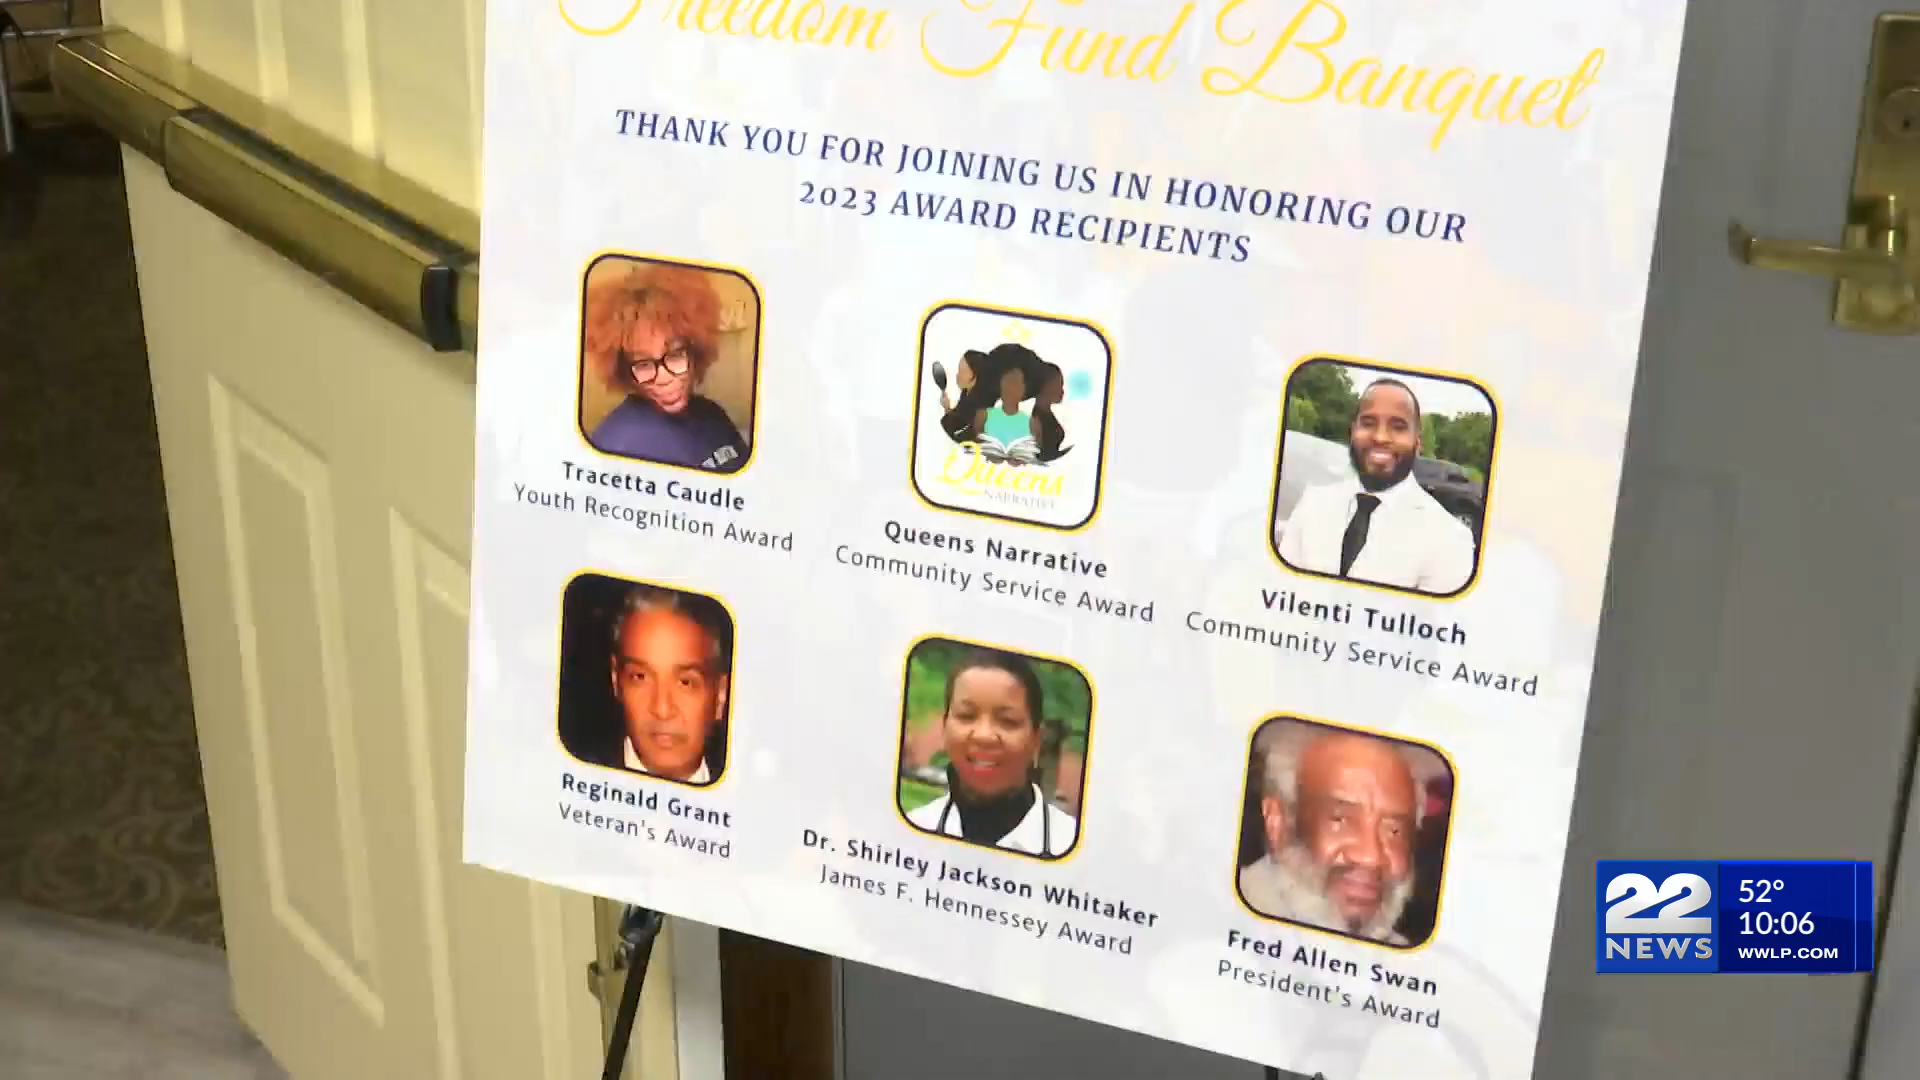 Freedom Fund Banquet
THANK YOU FOR JOINING US IN HONORING OUR
2023 AWARD RECIPIENTS
Queens
NARRATIVE
Tracetta Caudle
Youth Recognition Award
Queens Narrative
Community Service Award
Vilenti Tulloch
Community Service Award
Reginald Grant
Veteran's Award
Dr. Shirley Jackson Whitaker
James F. Hennessey Award
Fred Allen Swan
President's Award
22
NEWS
52°
10:06
WWLP.COM